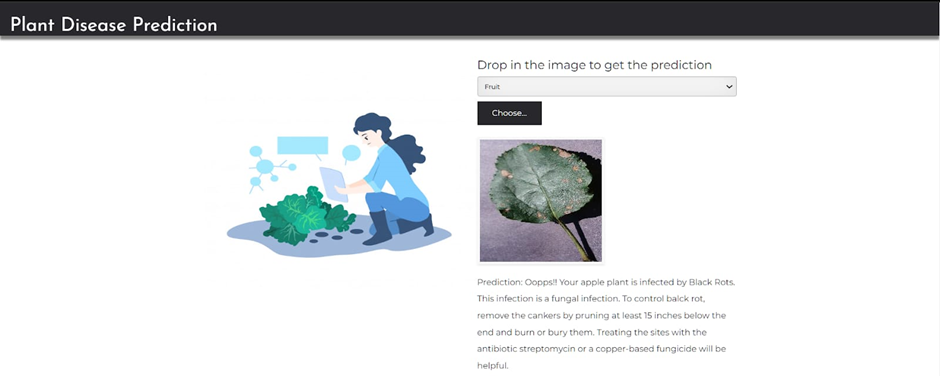 Plant Disease Prediction
Drop in the image to get the prediction
Fruit
Choose...
Prediction: Oopps!! Your apple plant is infected by Black Rots.
This infection is a fungal infection. To control balck rot,
remove the cankers by pruning at least 15 inches below the
end and burn or bury them. Treating the sites with the
antibiotic streptomycin or a copper-based fungicide will be
helpful.